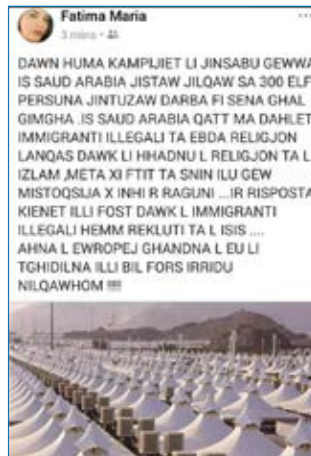 Fatima Maria
3 mins
DAWN HUMA KAMPIJIET LI JINSABU GEWWA
IS SAUD ARABIA JISTAW JILQAW SA 300 ELF
PERSUNA JINTUZAW DARBA FI SENA GHAL
GIMGHA .IS SAUD ARABIA QATT MA DAHLET
IMMIGRANTI ILLEGALI TA EBDA RELIGJON
LANQAS DAWK LI HHADNU L RELIGJON TA L
IZLAM ,META XI FTIT TA SNIN ILU GEW
MISTOQSIJA X INHI R RAGUNI ...IR RISPOSTA
KIENET ILLI FOST DAWK L IMMIGRANTI
ILLEGALI HEMM REKLUTI TA L ISIS ....
AHNA L EWROPEJ GHANDNA L EU LI
TGHIDILNA ILLI BIL FORS IRRIDU
NILQAWHOM !!!!